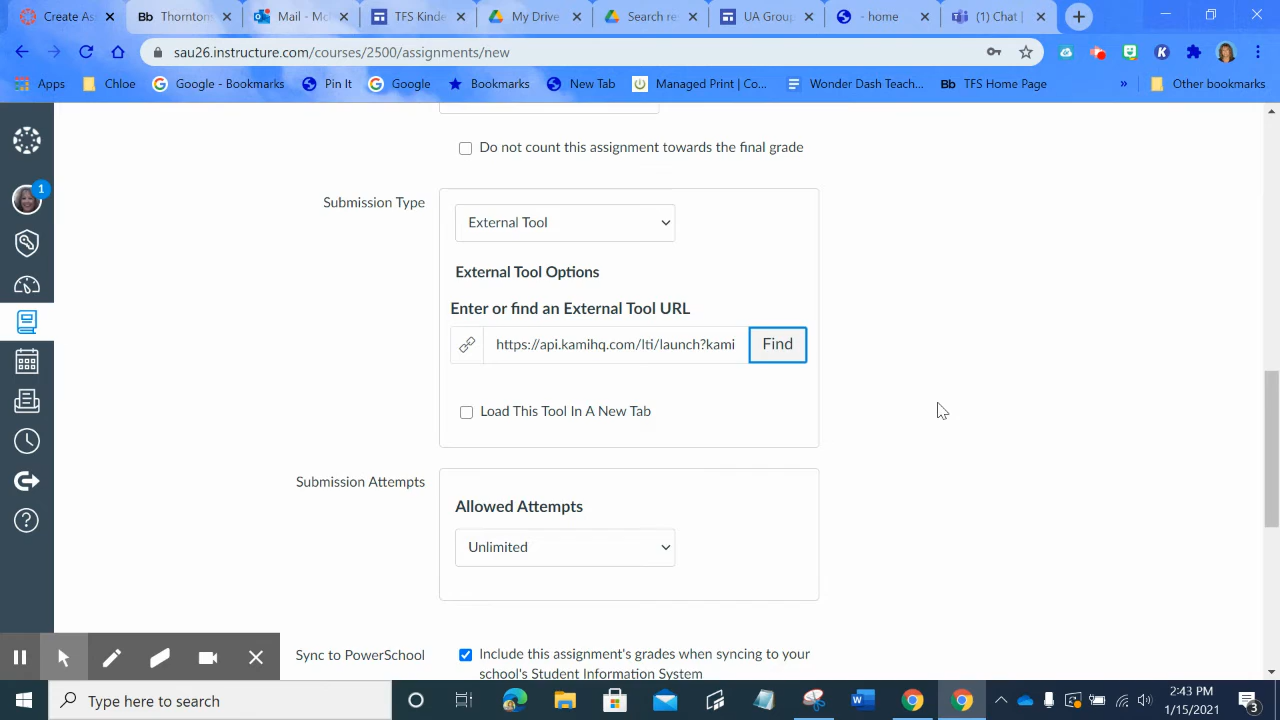 Create As
Bb Thornton
Mail - Mc
TFS Kinde
My Drive
Search re
UA Group
- home
(1) Chat |
sau26.instructure.com/courses/2500/assignments/new
Apps
Chloe
Google - Bookmarks
Pin It
Google
Bookmarks
New Tab
Managed Print | Co...
Wonder Dash Teach...
Bb TFS Home Page
»
Other bookmarks
Do not count this assignment towards the final grade
1
Submission Type
External Tool
External Tool Options
Enter or find an External Tool URL
https://api.kamihq.com/lti/launch?kami
Find
Load This Tool In A New Tab
Submission Attempts
Allowed Attempts
Unlimited
Sync to PowerSchool
Include this assignment's grades when syncing to your
school's Student Information System
Type here to search
2:43 PM
1/15/2021
3